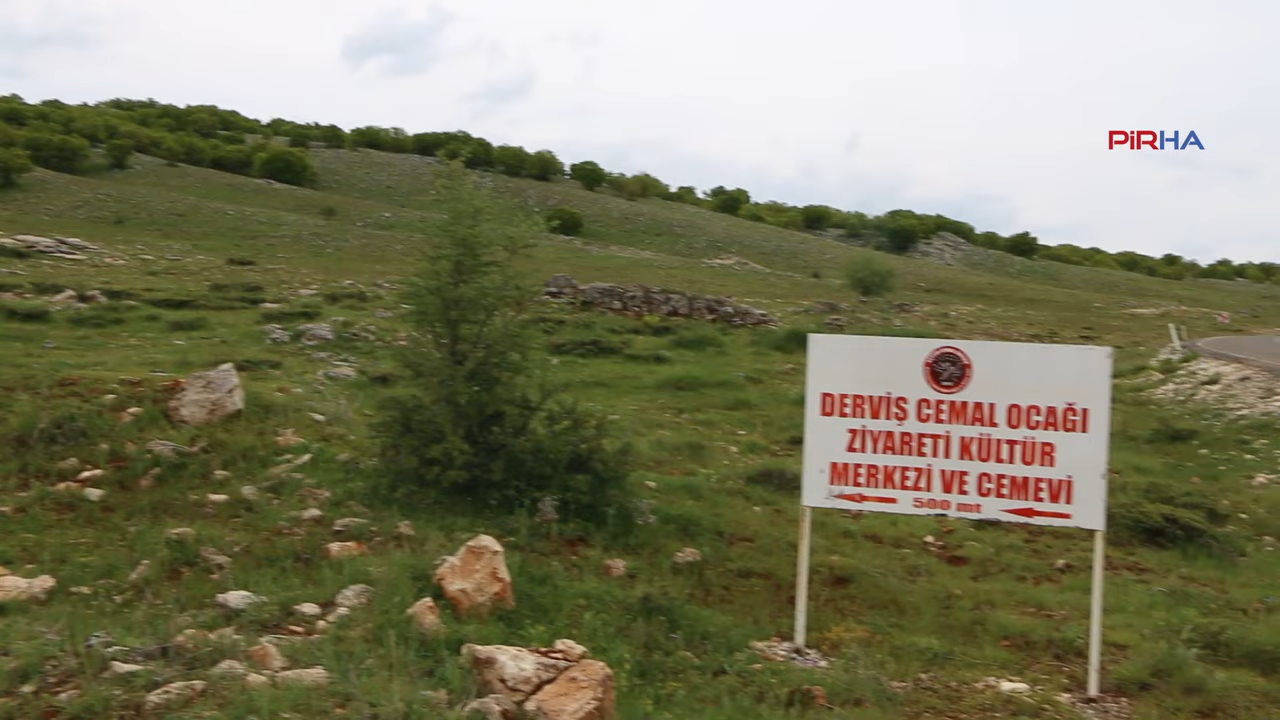 PİRHA
DERVİŞ CEMAL OCAĞI
ZİYARETİ KÜLTÜR
MERKEZİ VE CEMEVİ
500 mt